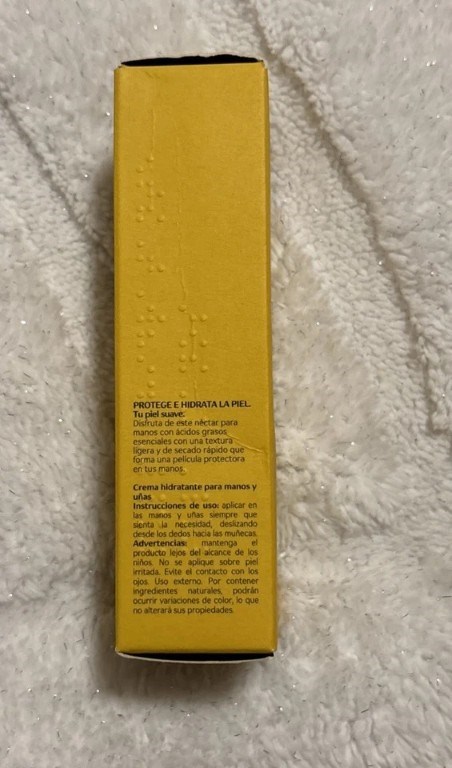 PROTEGE E HIDRATA LA PIEL.
Tu piel suave.
Disfruta de este néctar para
manos con ácidos grasos
esenciales con una textura
ligera y de secado rápido que
forma una película protectora
en tus manos.
Crema hidratante para manos y
uñas
Instrucciones de uso: aplicar en
las manos y uñas siempre que
sienta la necesidad, deslizando
desde los dedos hacia las muñecas.
Advertencias: mantenga el
producto lejos del alcance de los
niños. No se aplique sobre piel
irritada. Evite el contacto con los
ojos. Uso externo. Por contener
ingredientes naturales, podrán
ocurrir variaciones de color, lo que
no alterará sus propiedades.